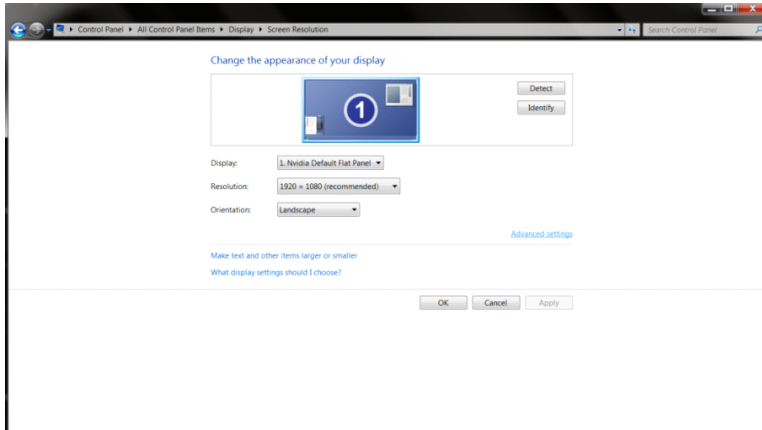 Control Panel ▸ All Control Panel Items ▸ Display ▸ Screen Resolution
Search Control Panel
Change the appearance of your display
1
Detect
Identify
Display: 1. Nvidia Default Flat Panel
Resolution: 1920 × 1080 (recommended)
Orientation: Landscape
Advanced settings
Make text and other items larger or smaller
What display settings should I choose?
OK Cancel Apply